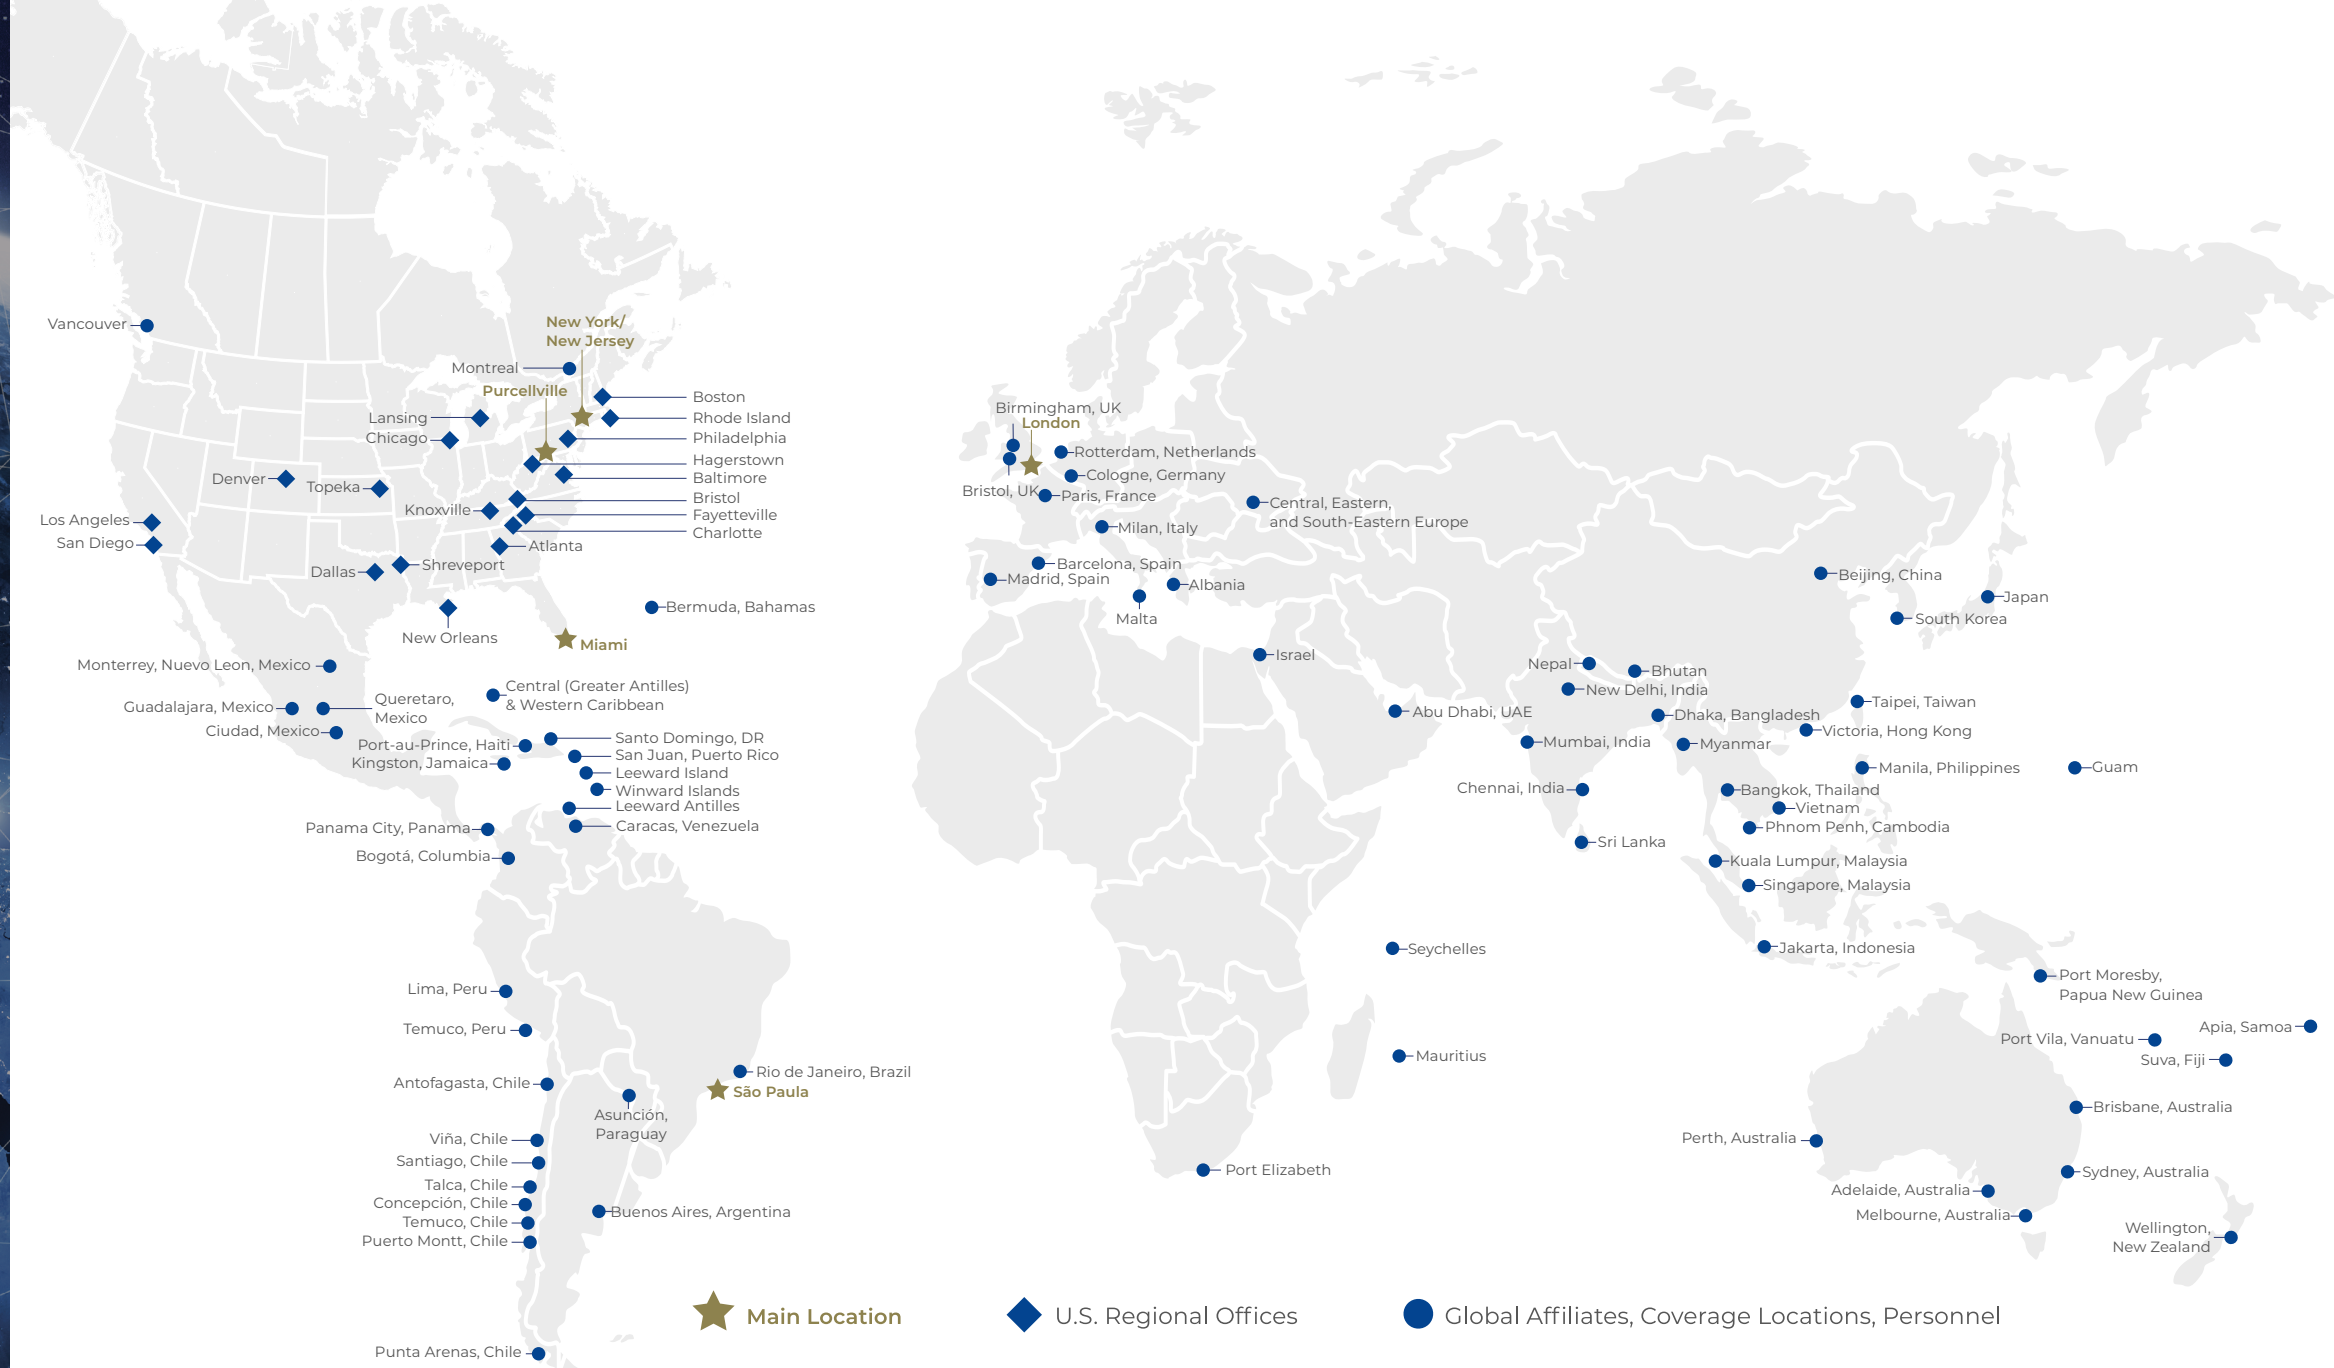 Vancouver
New York/
New Jersey
Montreal
Purcellville
Boston
Lansing
Rhode Island
Chicago
Philadelphia
Hagerstown
Denver
Topeka
Baltimore
Bristol
Knoxville
Fayetteville
Los Angeles
Charlotte
San Diego
Atlanta
Dallas
Shreveport
Bermuda, Bahamas
New Orleans
Miami
Monterrey, Nuevo Leon, Mexico
Central (Greater Antilles)
& Western Caribbean
Guadalajara, Mexico
Queretaro,
Mexico
Ciudad, Mexico
Port-au-Prince, Haiti
Santo Domingo, DR
Kingston, Jamaica
San Juan, Puerto Rico
Leeward Island
Winward Islands
Leeward Antilles
Panama City, Panama
Caracas, Venezuela
Bogotá, Columbia
Lima, Peru
Temuco, Peru
Rio de Janeiro, Brazil
Antofagasta, Chile
São Paula
Asunción,
Paraguay
Viña, Chile
Santiago, Chile
Talca, Chile
Concepción, Chile
Buenos Aires, Argentina
Temuco, Chile
Puerto Montt, Chile
Punta Arenas, Chile
Birmingham, UK
London
Rotterdam, Netherlands
Cologne, Germany
Bristol, UK
Paris, France
Central, Eastern,
and South-Eastern Europe
Milan, Italy
Barcelona, Spain
Madrid, Spain
Albania
Malta
Israel
Abu Dhabi, UAE
Seychelles
Mauritius
Port Elizabeth
Beijing, China
Japan
South Korea
Nepal
Bhutan
New Delhi, India
Taipei, Taiwan
Dhaka, Bangladesh
Victoria, Hong Kong
Mumbai, India
Myanmar
Manila, Philippines
Guam
Chennai, India
Bangkok, Thailand
Vietnam
Phnom Penh, Cambodia
Sri Lanka
Kuala Lumpur, Malaysia
Singapore, Malaysia
Jakarta, Indonesia
Port Moresby,
Papua New Guinea
Apia, Samoa
Port Vila, Vanuatu
Suva, Fiji
Brisbane, Australia
Perth, Australia
Sydney, Australia
Adelaide, Australia
Melbourne, Australia
Wellington,
New Zealand
Main Location
U.S. Regional Offices
Global Affiliates, Coverage Locations, Personnel